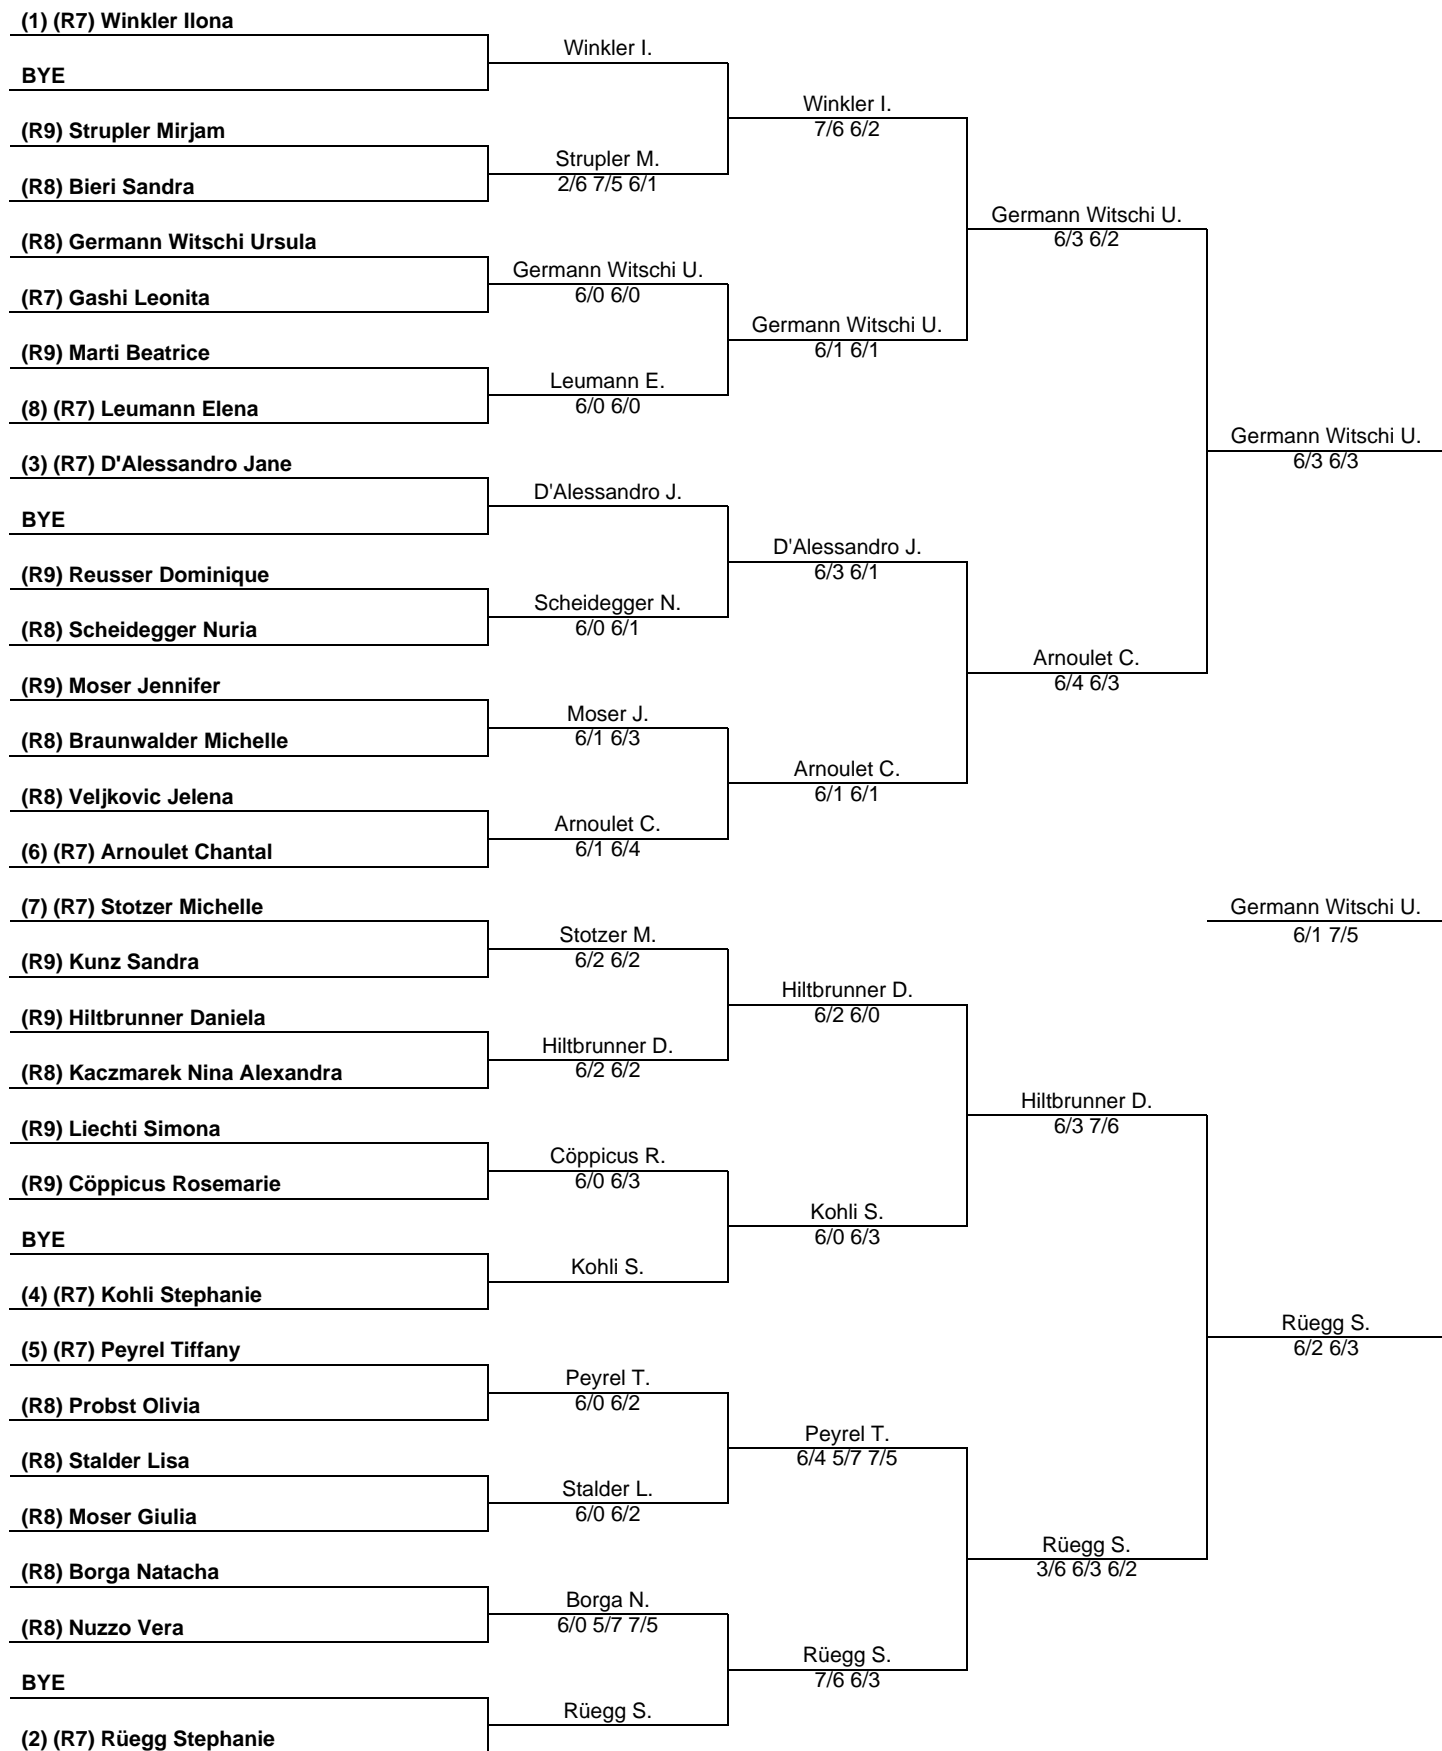 (1) (R7) Winkler Ilona
BYE
(R9) Strupler Mirjam
(R8) Bieri Sandra
(R8) Germann Witschi Ursula
(R7) Gashi Leonita
(R9) Marti Beatrice
(8) (R7) Leumann Elena
(3) (R7) D'Alessandro Jane
BYE
(R9) Reusser Dominique
(R8) Scheidegger Nuria
(R9) Moser Jennifer
(R8) Braunwalder Michelle
(R8) Veljkovic Jelena
(6) (R7) Arnoulet Chantal
(7) (R7) Stotzer Michelle
(R9) Kunz Sandra
(R9) Hiltbrunner Daniela
(R8) Kaczmarek Nina Alexandra
(R9) Liechti Simona
(R9) Cöppicus Rosemarie
BYE
(4) (R7) Kohli Stephanie
(5) (R7) Peyrel Tiffany
(R8) Probst Olivia
(R8) Stalder Lisa
(R8) Moser Giulia
(R8) Borga Natacha
(R8) Nuzzo Vera
BYE
(2) (R7) Rüegg Stephanie
Winkler I.
Strupler M.
2/6 7/5 6/1
Germann Witschi U.
6/0 6/0
Leumann E.
6/0 6/0
D'Alessandro J.
Scheidegger N.
6/0 6/1
Moser J.
6/1 6/3
Arnoulet C.
6/1 6/4
Stotzer M.
6/2 6/2
Hiltbrunner D.
6/2 6/2
Cöppicus R.
6/0 6/3
Kohli S.
Peyrel T.
6/0 6/2
Stalder L.
6/0 6/2
Borga N.
6/0 5/7 7/5
Rüegg S.
Winkler I.
7/6 6/2
Germann Witschi U.
6/1 6/1
D'Alessandro J.
6/3 6/1
Arnoulet C.
6/1 6/1
Hiltbrunner D.
6/2 6/0
Kohli S.
6/0 6/3
Peyrel T.
6/4 5/7 7/5
Rüegg S.
7/6 6/3
Germann Witschi U.
6/3 6/2
Arnoulet C.
6/4 6/3
Hiltbrunner D.
6/3 7/6
Rüegg S.
3/6 6/3 6/2
Germann Witschi U.
6/3 6/3
Germann Witschi U.
6/1 7/5
Rüegg S.
6/2 6/3